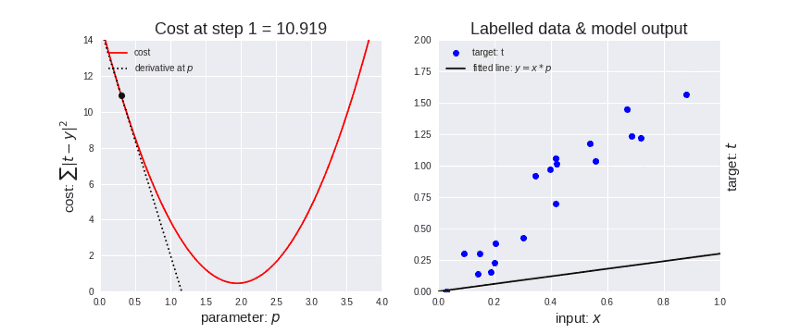 Cost at step 1 = 10.919
cost
derivative at p
14
12
10
8
6
4
2
0
cost: ∑|t − y|²
0.0 0.5 1.0 1.5 2.0 2.5 3.0 3.5 4.0
parameter: p
Labelled data & model output
target: t
fitted line: y = x * p
2.00
1.75
1.50
1.25
1.00
0.75
0.50
0.25
0.00
0.0 0.2 0.4 0.6 0.8 1.0
input: x
target: t